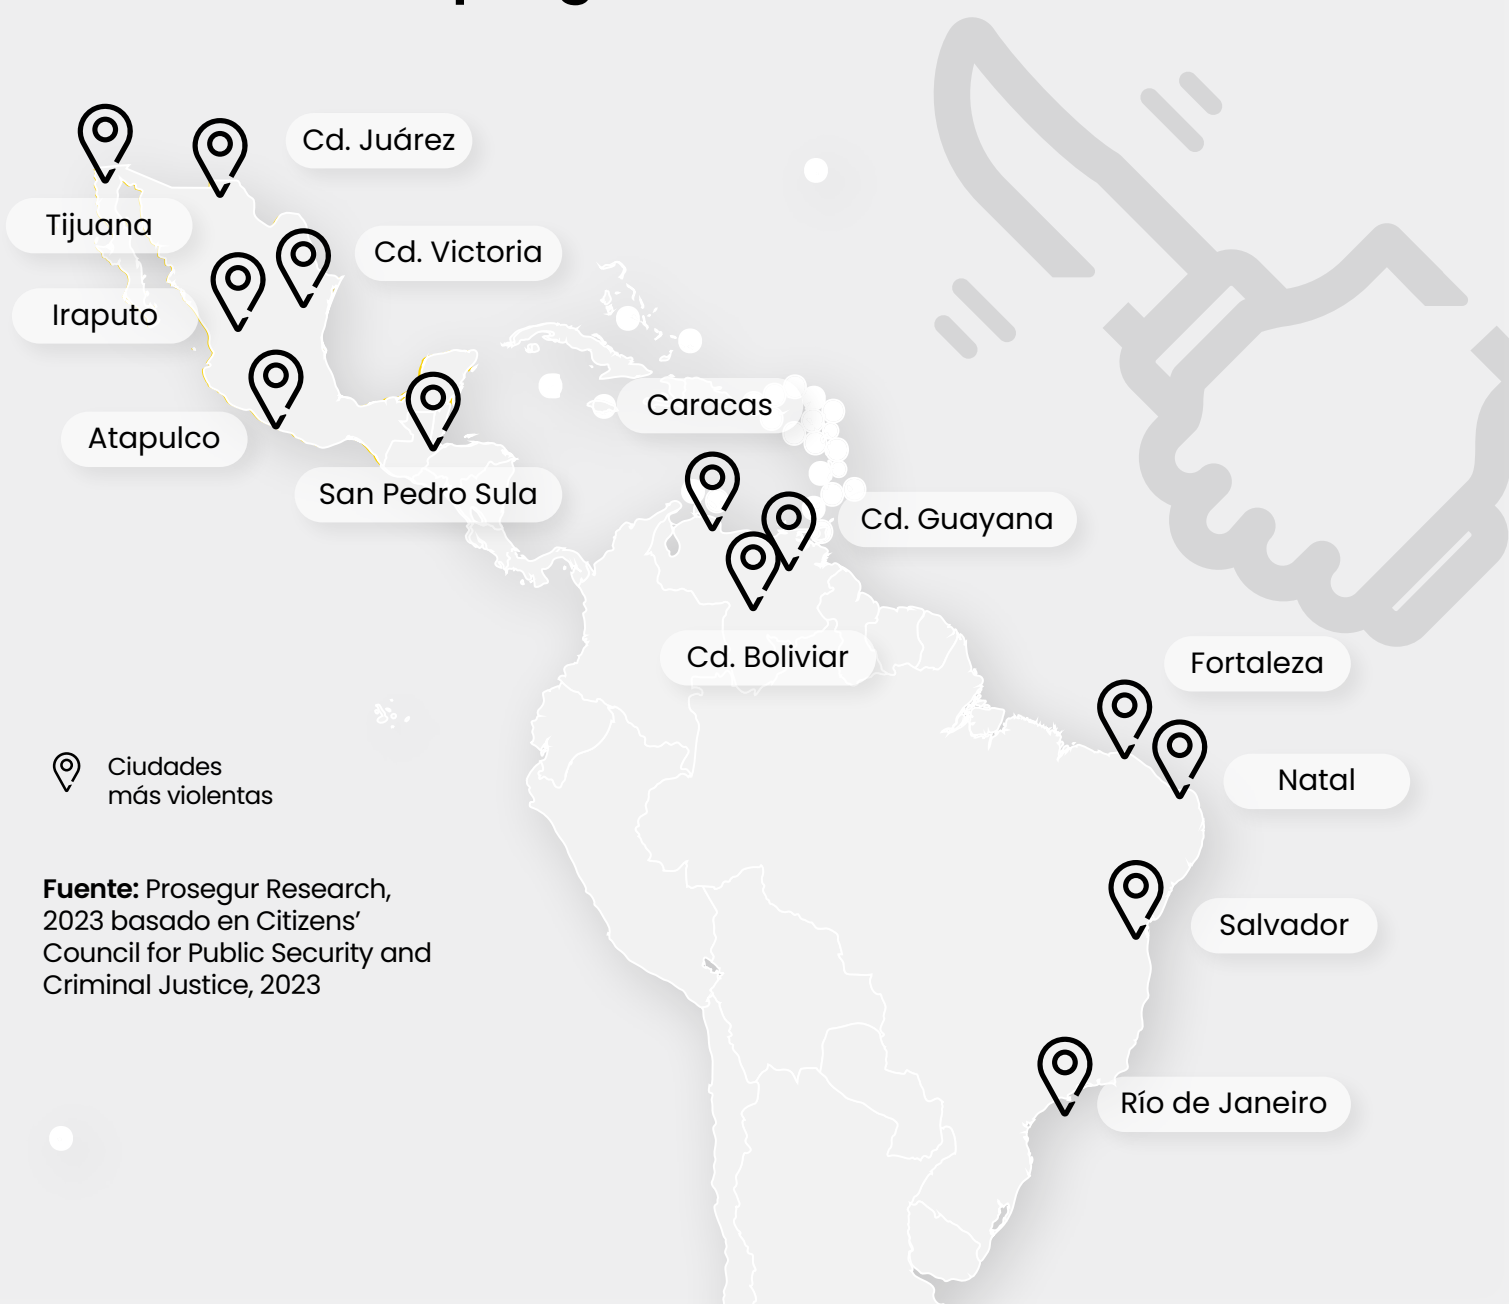 Cd. Juárez
Tijuana
Cd. Victoria
Iraputo
Caracas
Atapulco
San Pedro Sula
Cd. Guayana
Cd. Boliviar
Fortaleza
Ciudades
más violentas
Natal
Fuente: Prosegur Research,
2023 basado en Citizens’
Council for Public Security and
Criminal Justice, 2023
Salvador
Río de Janeiro